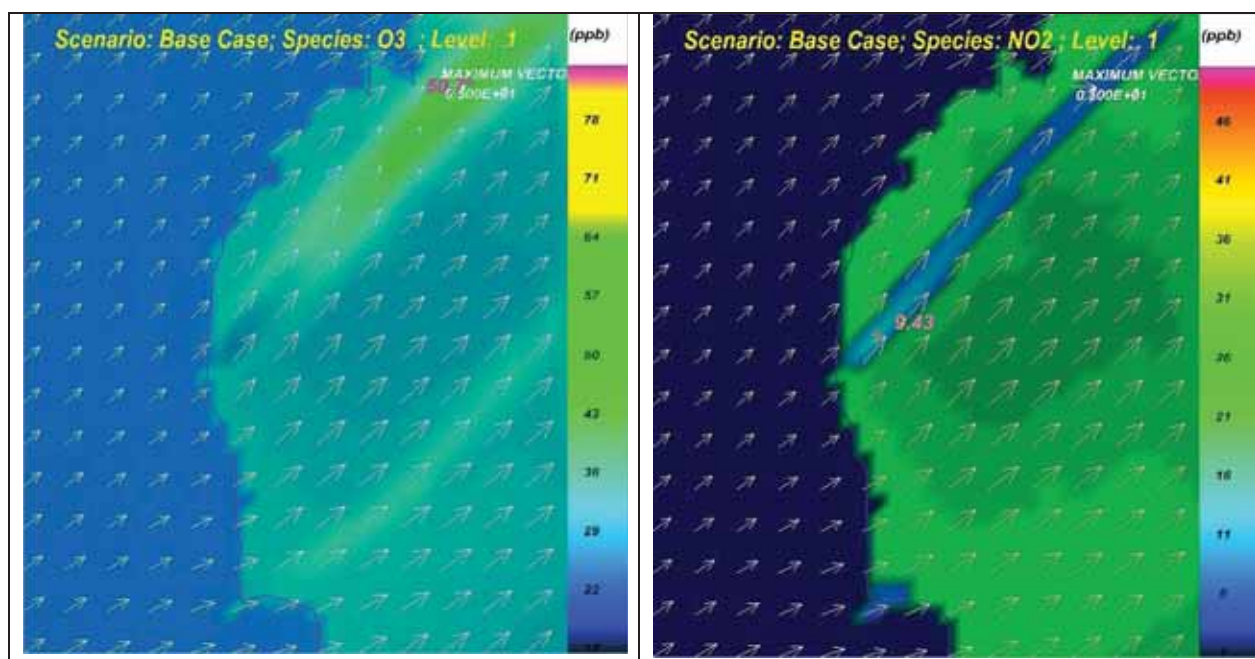 Scenario: Base Case; Species: O3 ; Level: 1
(ppb)
MAXIMUM VECTO
0.300E+01
78
71
64
57
50
43
36
29
22
Scenario: Base Case; Species: NO2 ; Level: 1
(ppb)
MAXIMUM VECTO
0.300E+01
46
41
36
31
26
21
16
11
9.43